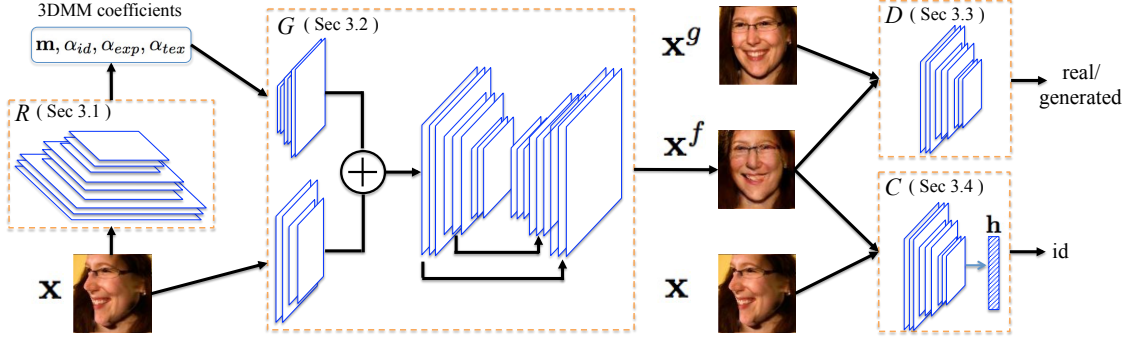 3DMM coefficients
m, α_id, α_exp, α_tex
R ( Sec 3.1 )
x
G ( Sec 3.2 )
x^g
x^f
x
D ( Sec 3.3 )
real/
generated
C ( Sec 3.4 )
h
id